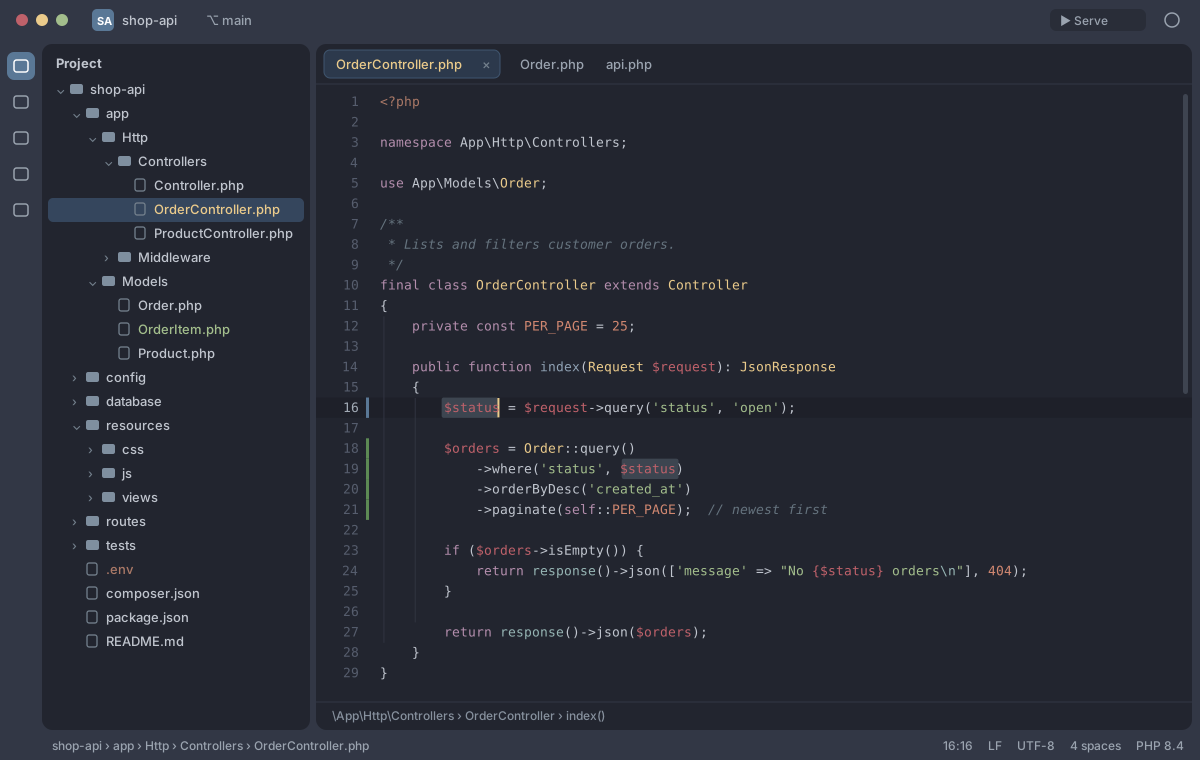 SA shop-api ⌥ main Serve
Project
shop-api
app
Http
Controllers
Controller.php
OrderController.php
ProductController.php
Middleware
Models
Order.php
OrderItem.php
Product.php
config
database
resources
css
js
views
routes
tests
.env
composer.json
package.json
README.md
OrderController.php × Order.php api.php
1 <?php
2
3 namespace App\Http\Controllers;
4
5 use App\Models\Order;
6
7 /**
8  * Lists and filters customer orders.
9  */
10 final class OrderController extends Controller
11 {
12     private const PER_PAGE = 25;
13
14     public function index(Request $request): JsonResponse
15     {
16         $status = $request->query('status', 'open');
17
18         $orders = Order::query()
19             ->where('status', $status)
20             ->orderByDesc('created_at')
21             ->paginate(self::PER_PAGE);  // newest first
22
23         if ($orders->isEmpty()) {
24             return response()->json(['message' => "No {$status} orders\n"], 404);
25         }
26
27         return response()->json($orders);
28     }
29 }
\App\Http\Controllers › OrderController › index()
shop-api › app › Http › Controllers › OrderController.php 16:16 LF UTF-8 4 spaces PHP 8.4